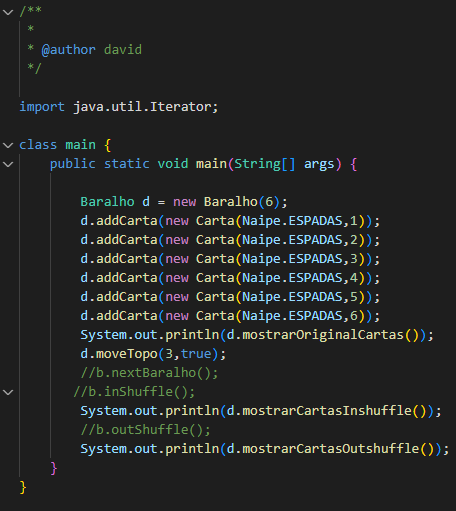 /**
 *
 * @author david
 */
import java.util.Iterator;
class main {
    public static void main(String[] args) {
        Baralho d = new Baralho(6);
        d.addCarta(new Carta(Naipe.ESPADAS,1));
        d.addCarta(new Carta(Naipe.ESPADAS,2));
        d.addCarta(new Carta(Naipe.ESPADAS,3));
        d.addCarta(new Carta(Naipe.ESPADAS,4));
        d.addCarta(new Carta(Naipe.ESPADAS,5));
        d.addCarta(new Carta(Naipe.ESPADAS,6));
        System.out.println(d.mostrarOriginalCartas());
        d.moveTopo(3,true);
        //b.nextBaralho();
       //b.inShuffle();
        System.out.println(d.mostrarCartasInshuffle());
        //b.outShuffle();
        System.out.println(d.mostrarCartasOutshuffle());
    }
}